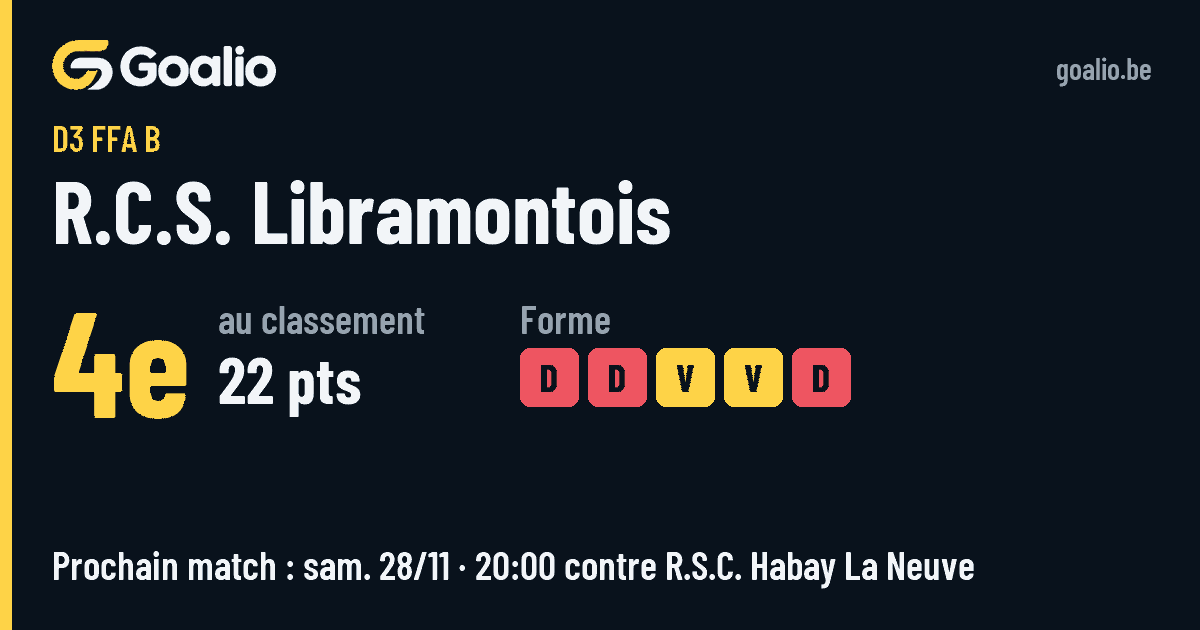 Goalio
goalio.be
D3 FFA B
R.C.S. Libramontois
4e
au classement
22 pts
Forme
D D V V D
Prochain match : sam. 28/11 · 20:00 contre R.S.C. Habay La Neuve